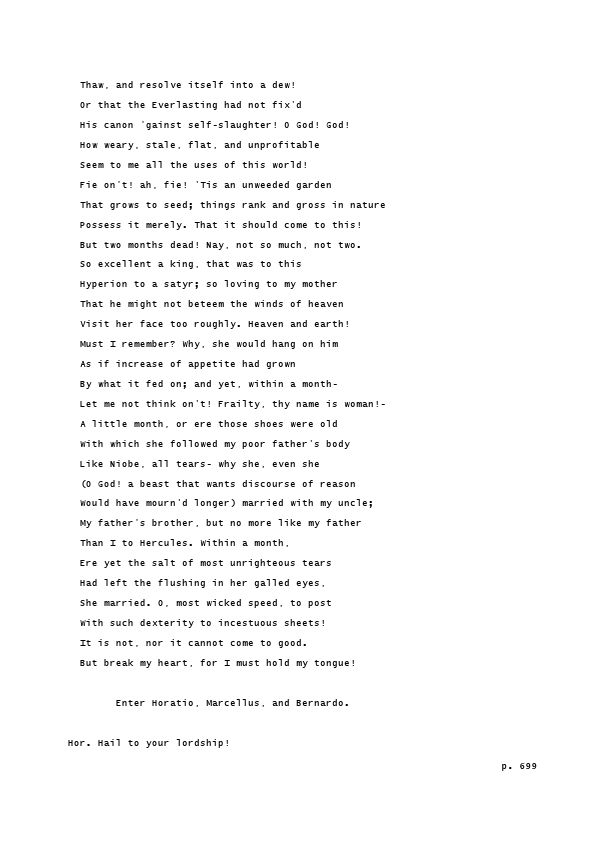 Thaw, and resolve itself into a dew!
Or that the Everlasting had not fix'd
His canon 'gainst self-slaughter! O God! God!
How weary, stale, flat, and unprofitable
Seem to me all the uses of this world!
Fie on't! ah, fie! 'Tis an unweeded garden
That grows to seed; things rank and gross in nature
Possess it merely. That it should come to this!
But two months dead! Nay, not so much, not two.
So excellent a king, that was to this
Hyperion to a satyr; so loving to my mother
That he might not beteem the winds of heaven
Visit her face too roughly. Heaven and earth!
Must I remember? Why, she would hang on him
As if increase of appetite had grown
By what it fed on; and yet, within a month-
Let me not think on't! Frailty, thy name is woman!-
A little month, or ere those shoes were old
With which she followed my poor father's body
Like Niobe, all tears- why she, even she
(O God! a beast that wants discourse of reason
Would have mourn'd longer) married with my uncle;
My father's brother, but no more like my father
Than I to Hercules. Within a month,
Ere yet the salt of most unrighteous tears
Had left the flushing in her galled eyes,
She married. O, most wicked speed, to post
With such dexterity to incestuous sheets!
It is not, nor it cannot come to good.
But break my heart, for I must hold my tongue!
Enter Horatio, Marcellus, and Bernardo.
Hor. Hail to your lordship!
p. 699